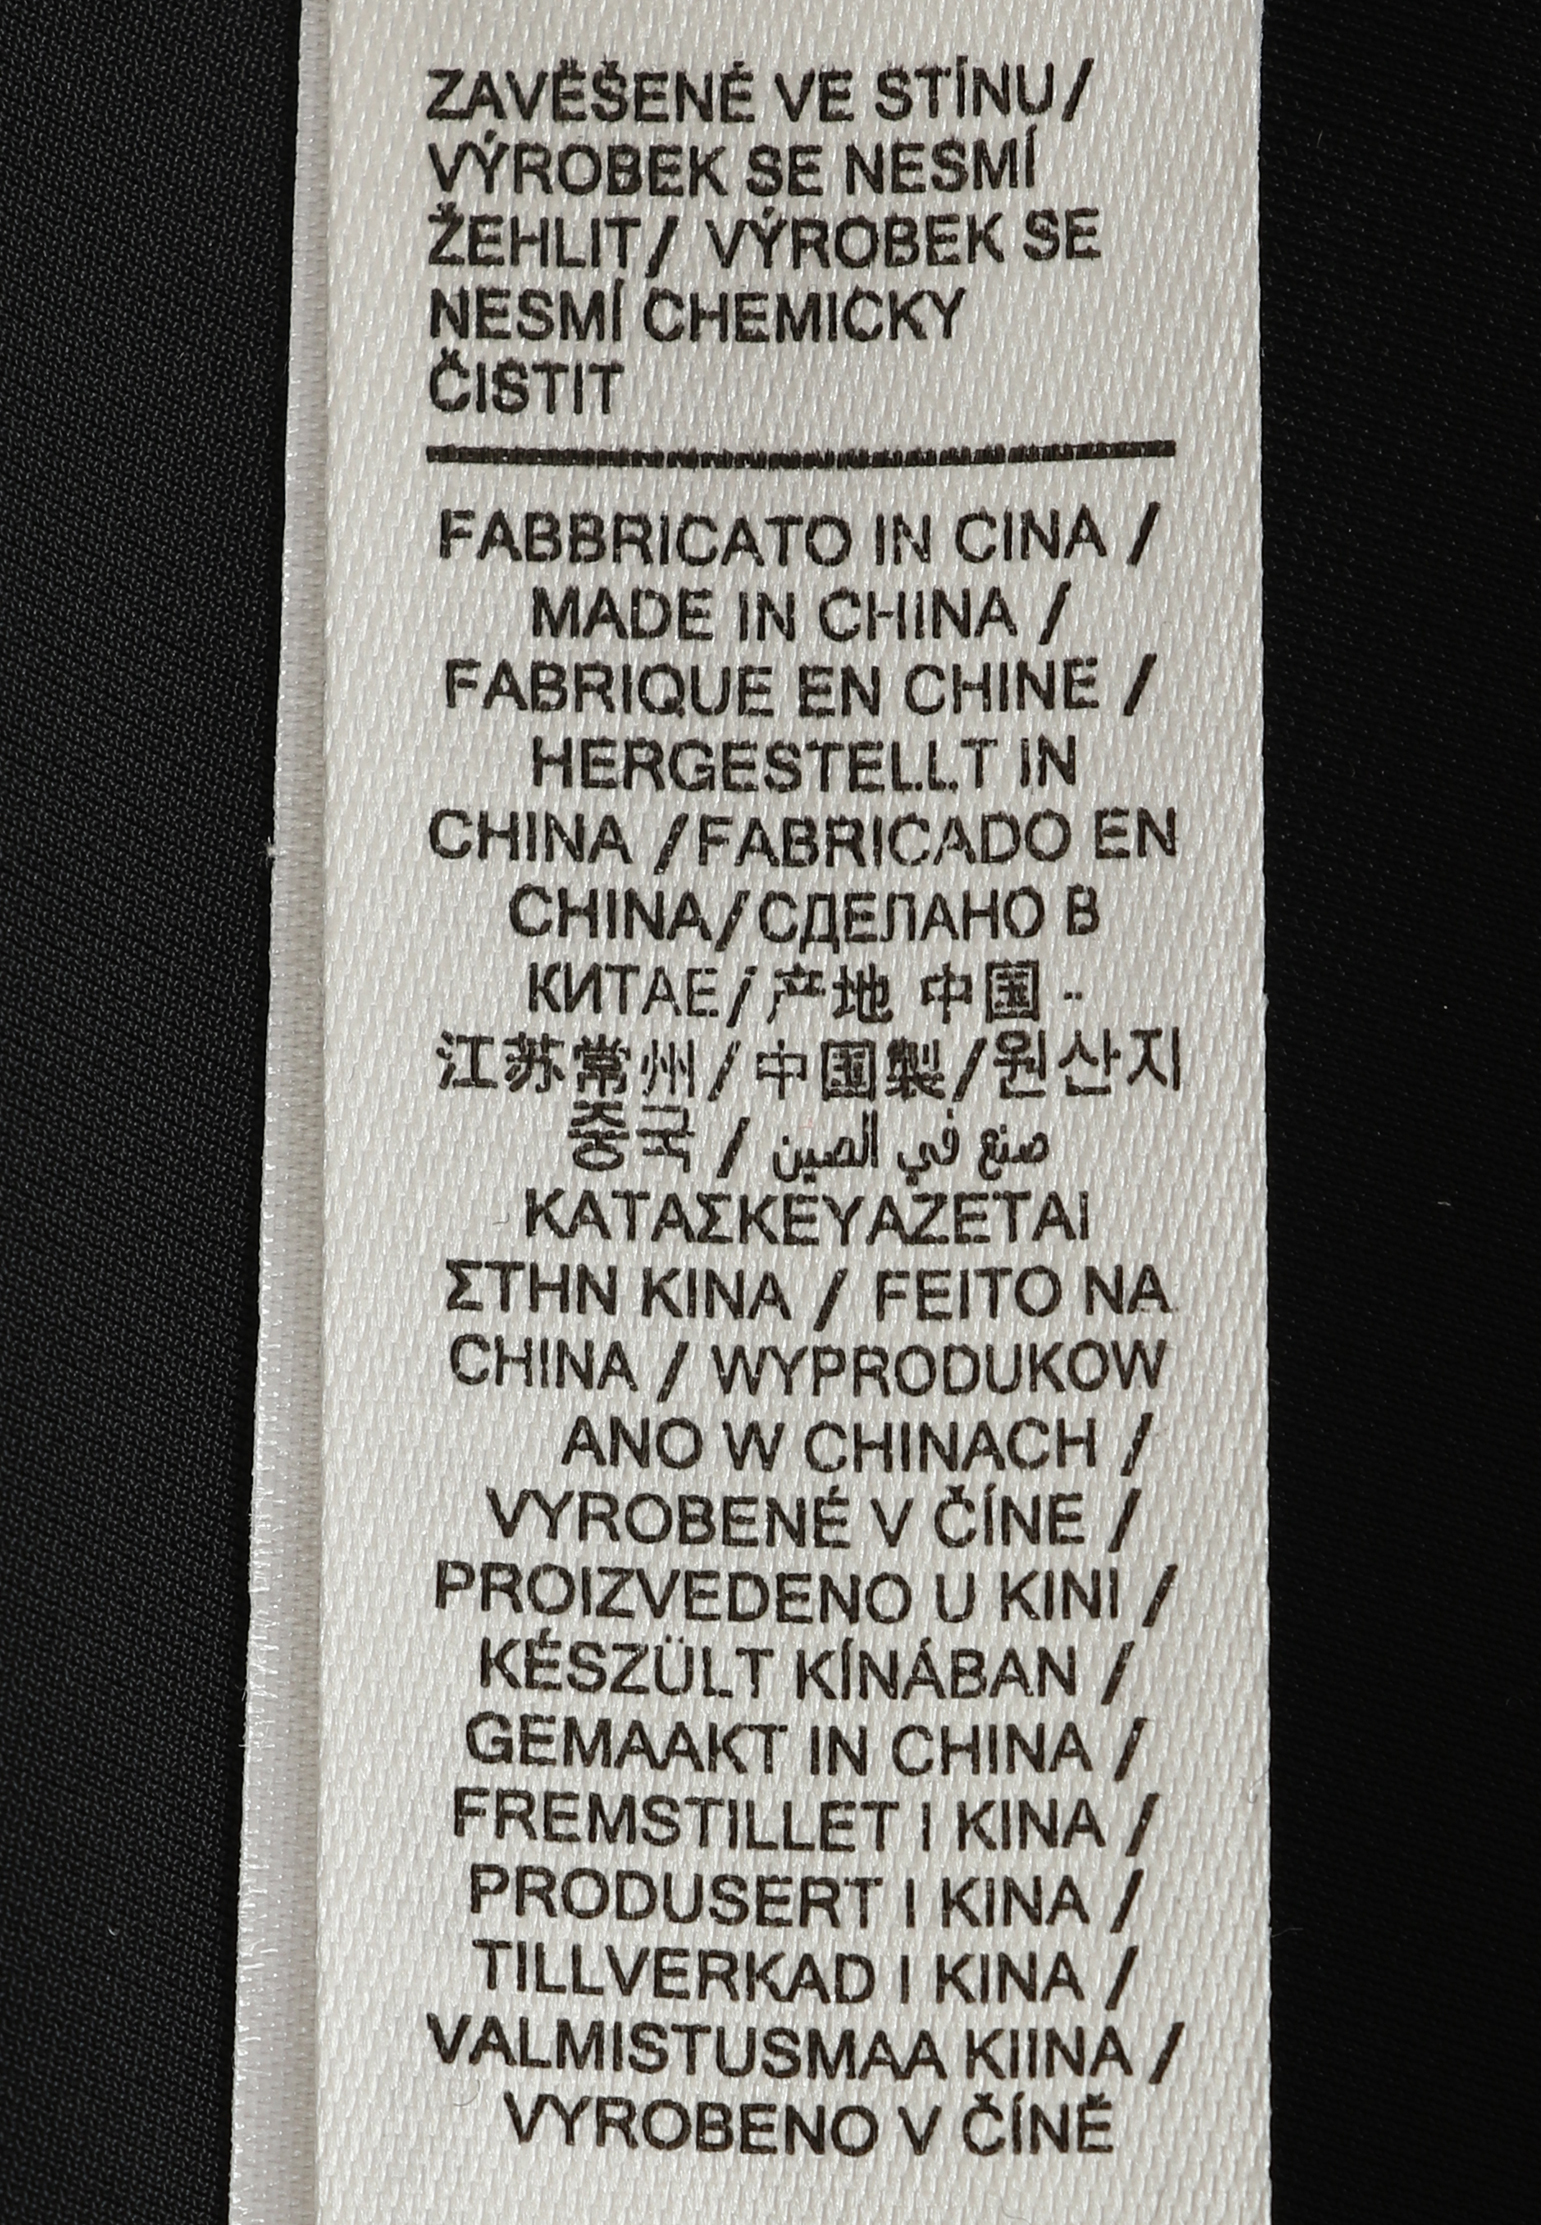 ZAVĚŠENÉ VE STÍNU/
VÝROBEK SE NESMÍ
ŽEHLIT/ VÝROBEK SE
NESMÍ CHEMICKY
ČISTIT
FABBRICATO IN CINA /
MADE IN CHINA /
FABRIQUE EN CHINE /
HERGESTELLT IN
CHINA /FABRICADO EN
CHINA/СДЕЛАНО В
КИТАЕ/产地 中国 -
江苏常州/中国製/원산지
중국 / صنع في الصين
ΚΑΤΑΣΚΕΥΑΖΕΤΑΙ
ΣΤΗΝ ΚΙΝΑ / FEITO NA
CHINA / WYPRODUKOW
ANO W CHINACH /
VYROBENÉ V ČÍNE /
PROIZVEDENO U KINI /
KÉSZÜLT KÍNÁBAN /
GEMAAKT IN CHINA /
FREMSTILLET I KINA /
PRODUSERT I KINA /
TILLVERKAD I KINA /
VALMISTUSMAA KIINA /
VYROBENO V ČÍNĚ